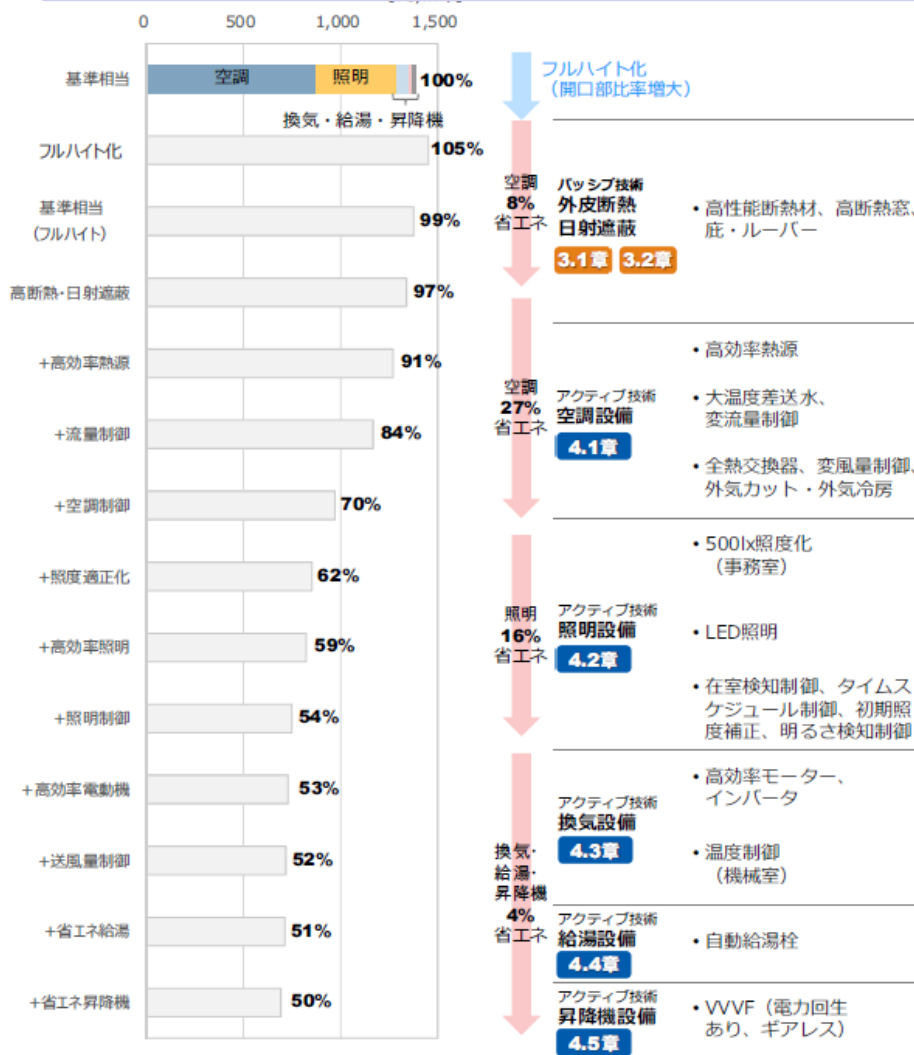 0 500 1,000 1,500
基準相当
空調
照明
100%
換気・給湯・昇降機
フルハイト化
105%
基準相当
(フルハイト)
99%
高断熱・日射遮蔽
97%
+高効率熱源
91%
+流量制御
84%
+空調制御
70%
+照度適正化
62%
+高効率照明
59%
+照明制御
54%
+高効率電動機
53%
+送風量制御
52%
+省エネ給湯
51%
+省エネ昇降機
50%
フルハイト化
(開口部比率増大)
空調
8%
省エネ
パッシブ技術
外皮断熱
日射遮蔽
3.1章 3.2章
• 高性能断熱材、高断熱窓、
庇・ルーバー
空調
27%
省エネ
アクティブ技術
空調設備
4.1章
• 高効率熱源
• 大温度差送水、
変流量制御
• 全熱交換器、変風量制御、
外気カット・外気冷房
照明
16%
省エネ
アクティブ技術
照明設備
4.2章
• 500lx照度化
(事務室)
• LED照明
• 在室検知制御、タイムス
ケジュール制御、初期照
度補正、明るさ検知制御
換気・
給湯・
昇降機
4%
省エネ
アクティブ技術
換気設備
4.3章
• 高効率モーター、
インバータ
• 温度制御
(機械室)
アクティブ技術
給湯設備
4.4章
• 自動給湯栓
アクティブ技術
昇降機設備
4.5章
• VVVF(電力回生
あり、ギアレス)